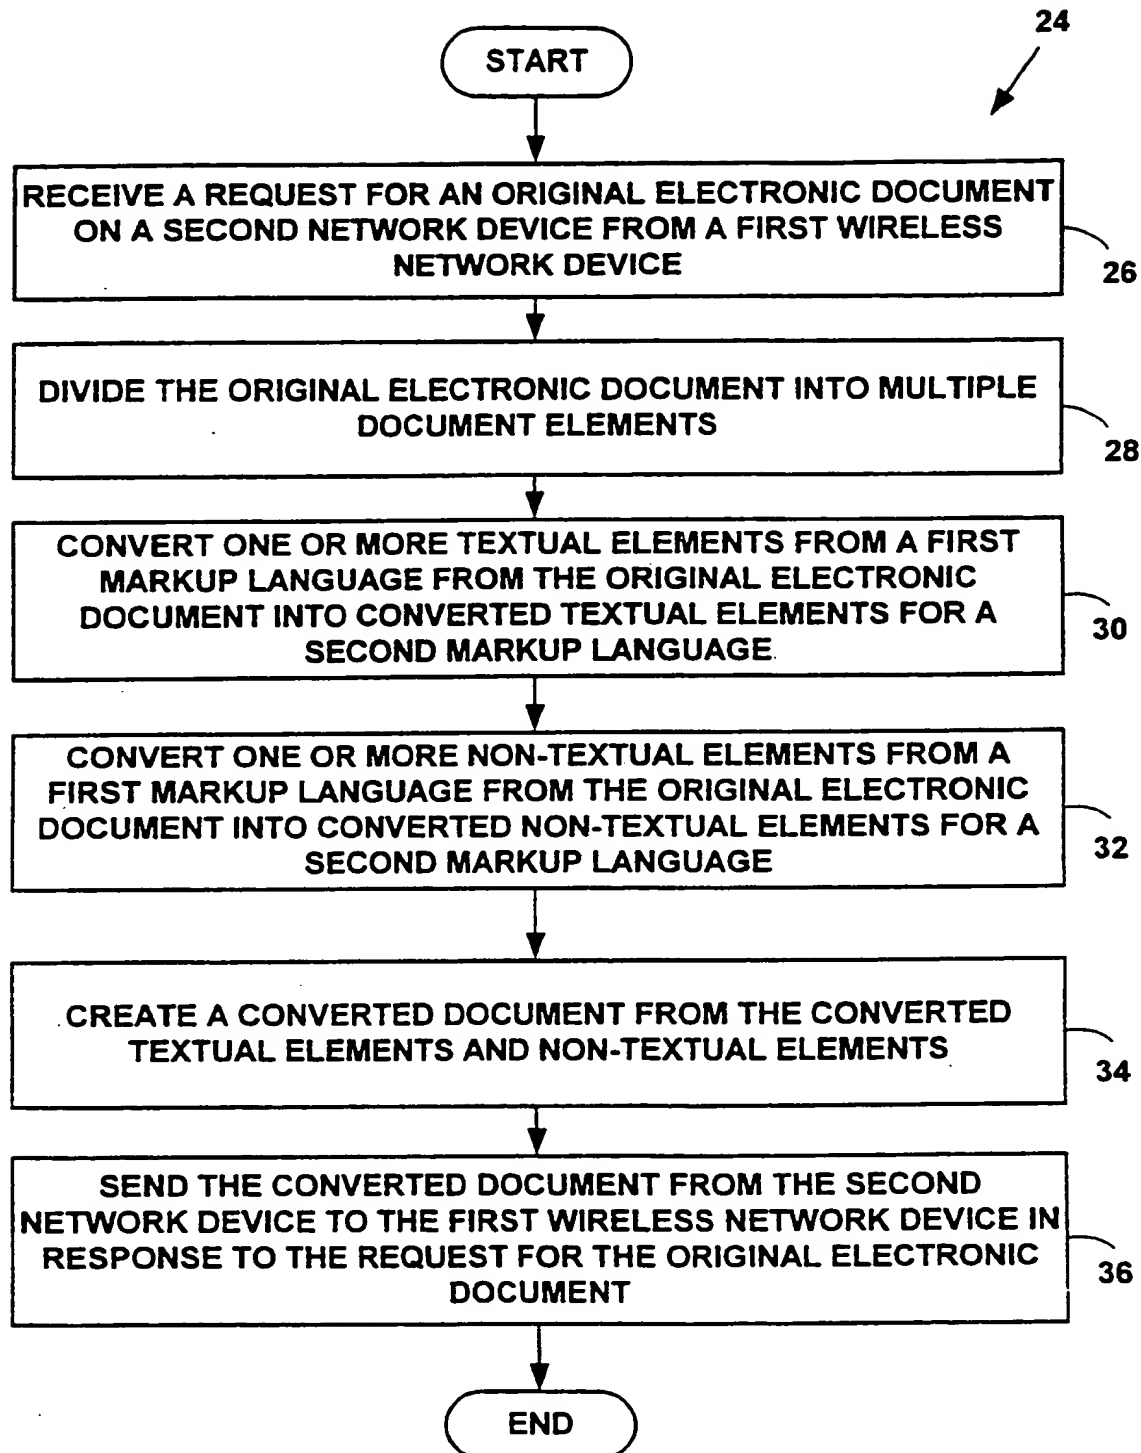 24
START
RECEIVE A REQUEST FOR AN ORIGINAL ELECTRONIC DOCUMENT
ON A SECOND NETWORK DEVICE FROM A FIRST WIRELESS
NETWORK DEVICE
26
DIVIDE THE ORIGINAL ELECTRONIC DOCUMENT INTO MULTIPLE
DOCUMENT ELEMENTS
28
CONVERT ONE OR MORE TEXTUAL ELEMENTS FROM A FIRST
MARKUP LANGUAGE FROM THE ORIGINAL ELECTRONIC
DOCUMENT INTO CONVERTED TEXTUAL ELEMENTS FOR A
SECOND MARKUP LANGUAGE
30
CONVERT ONE OR MORE NON-TEXTUAL ELEMENTS FROM A
FIRST MARKUP LANGUAGE FROM THE ORIGINAL ELECTRONIC
DOCUMENT INTO CONVERTED NON-TEXTUAL ELEMENTS FOR A
SECOND MARKUP LANGUAGE
32
CREATE A CONVERTED DOCUMENT FROM THE CONVERTED
TEXTUAL ELEMENTS AND NON-TEXTUAL ELEMENTS
34
SEND THE CONVERTED DOCUMENT FROM THE SECOND
NETWORK DEVICE TO THE FIRST WIRELESS NETWORK DEVICE IN
RESPONSE TO THE REQUEST FOR THE ORIGINAL ELECTRONIC
DOCUMENT
36
END